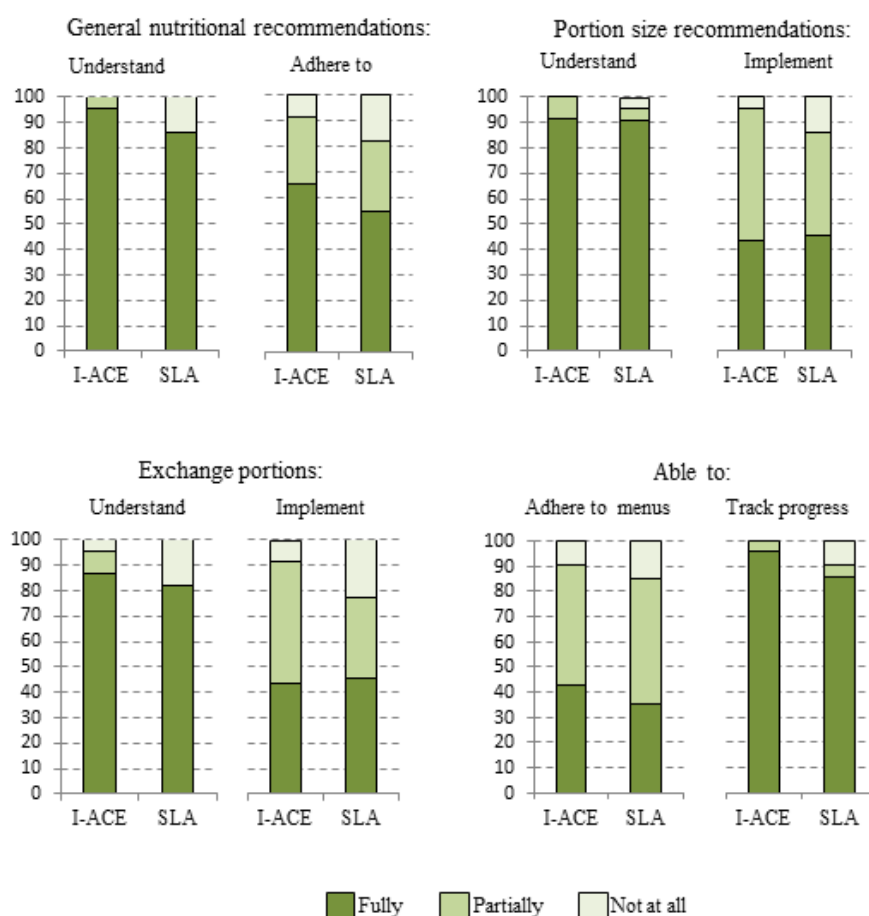 General nutritional recommendations:
Portion size recommendations:
Understand
Adhere to
Understand
Implement
100
90
80
70
60
50
40
30
20
10
0
100
90
80
70
60
50
40
30
20
10
0
I-ACE SLA
I-ACE SLA
I-ACE SLA
I-ACE SLA
Exchange portions:
Able to:
Understand
Implement
Adhere to menus
Track progress
100
90
80
70
60
50
40
30
20
10
0
100
90
80
70
60
50
40
30
20
10
0
I-ACE SLA
I-ACE SLA
I-ACE SLA
I-ACE SLA
Fully Partially Not at all